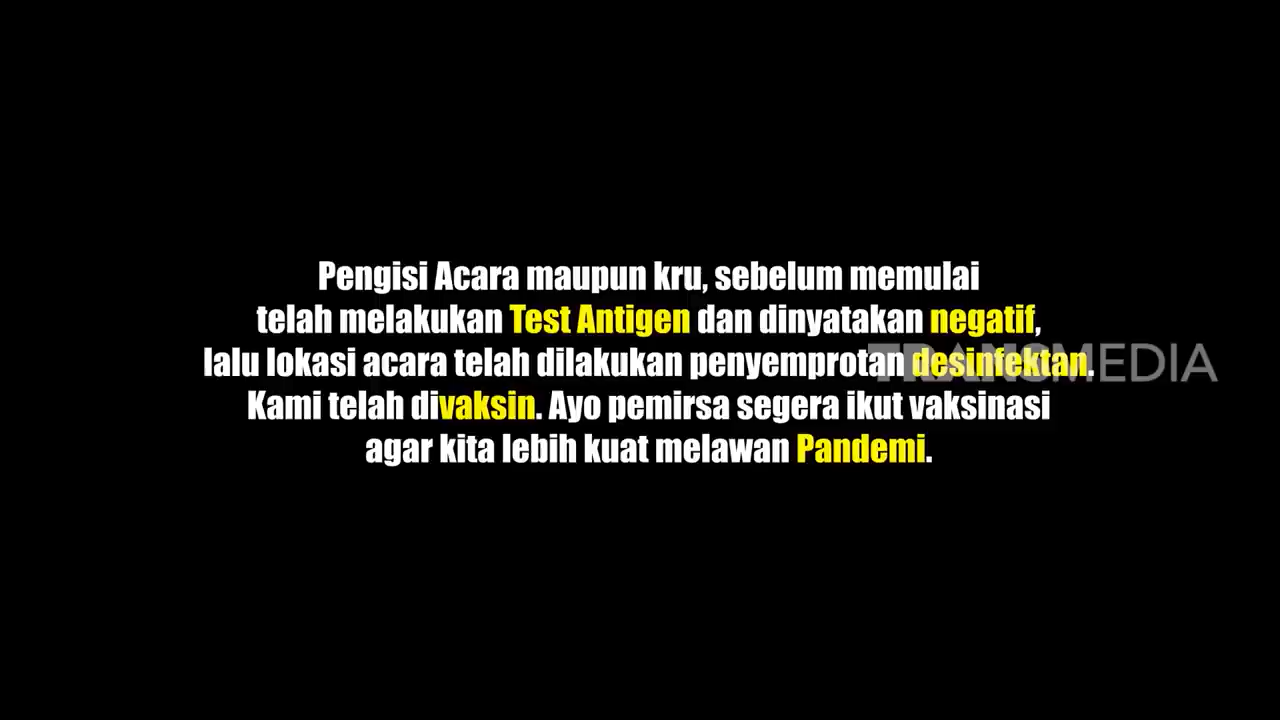 Pengisi Acara maupun kru, sebelum memulai
telah melakukan Test Antigen dan dinyatakan negatif,
lalu lokasi acara telah dilakukan penyemprotan desinfektan.
TRANSMEDIA
Kami telah divaksin. Ayo pemirsa segera ikut vaksinasi
agar kita lebih kuat melawan Pandemi.